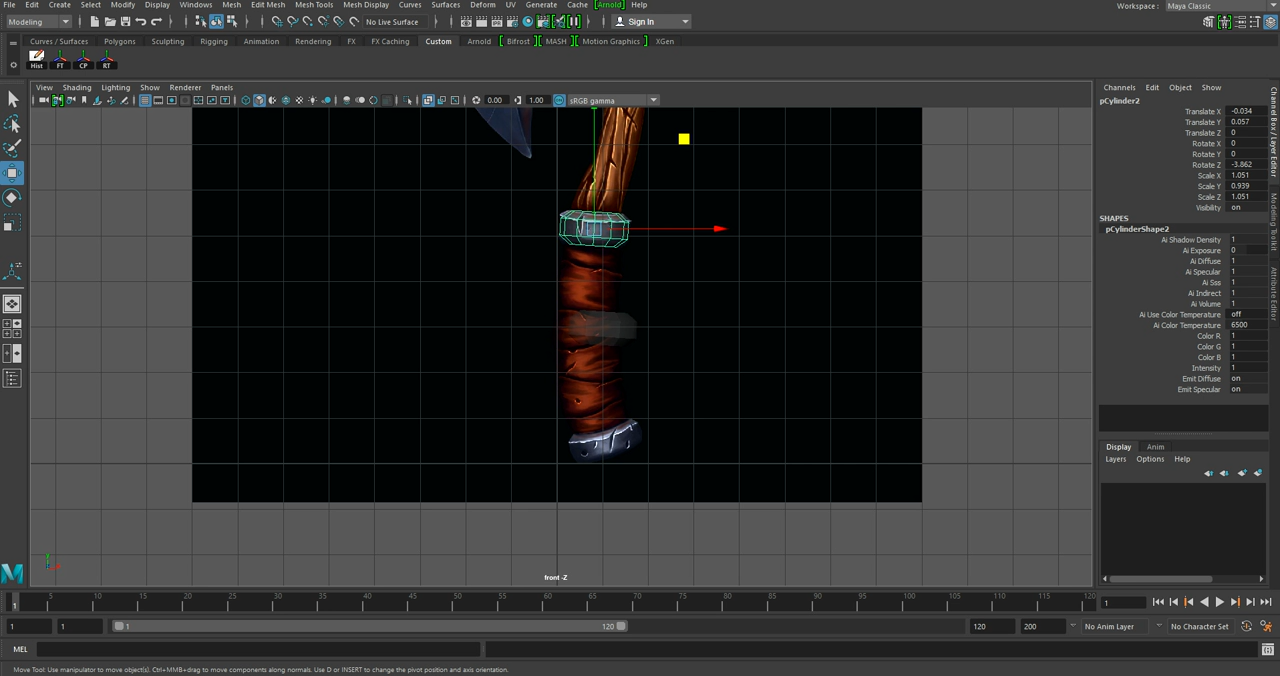 File Edit Create Select Modify Display Windows Mesh Edit Mesh Mesh Tools Mesh Display Curves Surfaces Deform UV Generate Cache Arnold Help Workspace : Maya Classic
Modeling No Live Surface Sign In
Curves / Surfaces Polygons Sculpting Rigging Animation Rendering FX FX Caching Custom Arnold Bifrost MASH Motion Graphics XGen
Hist FT CP RT
View Shading Lighting Show Renderer Panels
0.00 1.00 sRGB gamma
front -Z
Channels Edit Object Show
pCylinder2
Translate X -0.034
Translate Y 0.057
Translate Z 0
Rotate X 0
Rotate Y 0
Rotate Z -3.862
Scale X 1.051
Scale Y 0.939
Scale Z 1.051
Visibility on
SHAPES
pCylinderShape2
Ai Shadow Density 1
Ai Exposure 0
Ai Diffuse 1
Ai Specular 1
Ai Sss 1
Ai Indirect 1
Ai Volume 1
Ai Use Color Temperature off
Ai Color Temperature 6500
Color R 1
Color G 1
Color B 1
Intensity 1
Emit Diffuse on
Emit Specular on
Display Anim
Layers Options Help
Channel Box / Layer Editor
Modeling Toolkit
Attribute Editor
1 5 10 15 20 25 30 35 40 45 50 55 60 65 70 75 80 85 90 95 100 105 110 115 120 1
1 1 1 120 120 200 No Anim Layer No Character Set
MEL
Move Tool: Use manipulator to move object(s). Ctrl+MMB+drag to move components along normals. Use D or INSERT to change the pivot position and axis orientation.